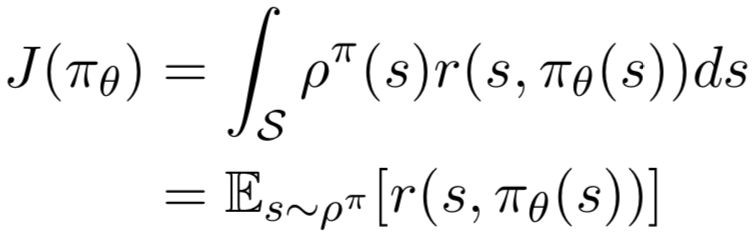 J(π_θ) = ∫_𝒮 ρ^π(s)r(s, π_θ(s))ds
= 𝔼_{s∼ρ^π}[r(s, π_θ(s))]